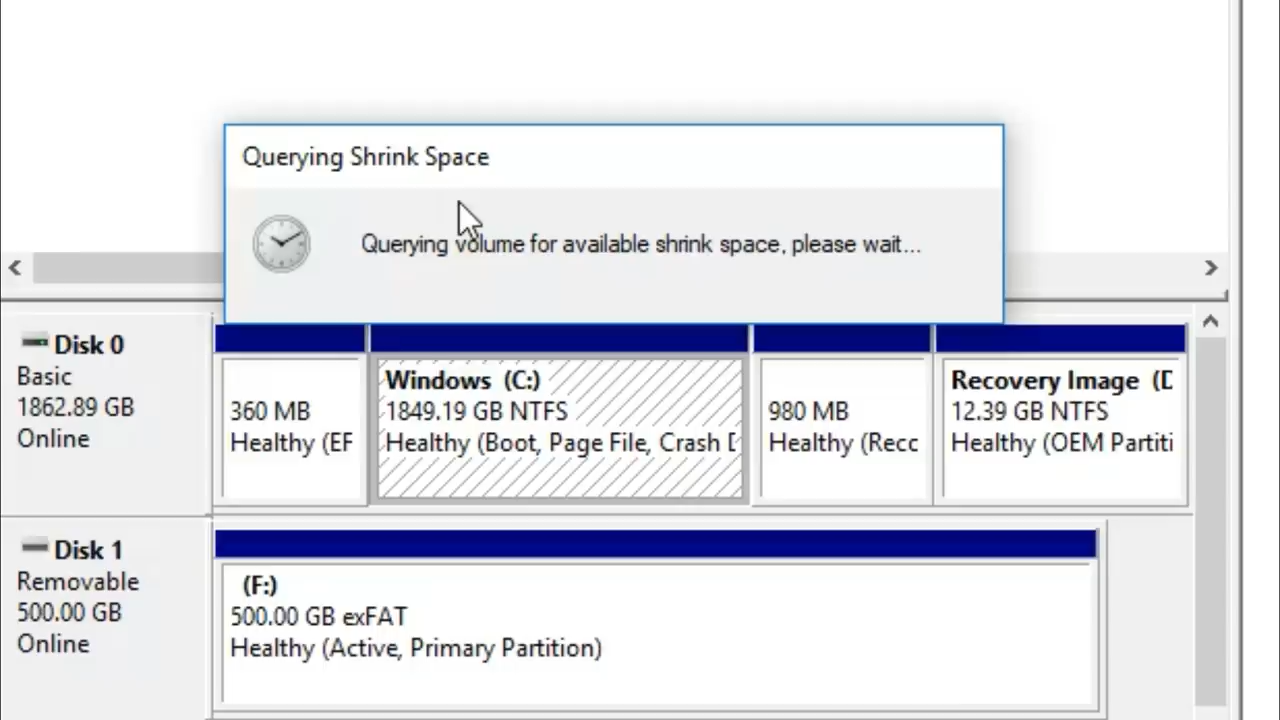 Querying Shrink Space
Querying volume for available shrink space, please wait...
Disk 0
Basic
1862.89 GB
Online
360 MB
Healthy (EF
Windows (C:)
1849.19 GB NTFS
Healthy (Boot, Page File, Crash D
980 MB
Healthy (Reco
Recovery Image (D
12.39 GB NTFS
Healthy (OEM Partiti
Disk 1
Removable
500.00 GB
Online
(F:)
500.00 GB exFAT
Healthy (Active, Primary Partition)